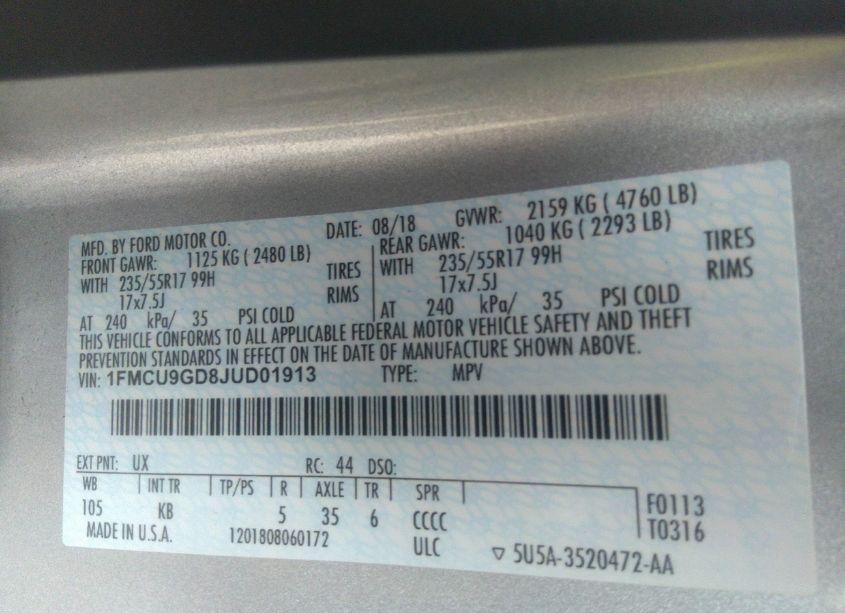 MFD. BY FORD MOTOR CO. DATE: 08/18 GVWR: 2159 KG ( 4760 LB)
FRONT GAWR: 1125 KG ( 2480 LB) REAR GAWR: 1040 KG ( 2293 LB)
WITH 235/55R17 99H TIRES WITH 235/55R17 99H TIRES
17x7.5J RIMS 17x7.5J RIMS
AT 240 kPa/ 35 PSI COLD AT 240 kPa/ 35 PSI COLD
THIS VEHICLE CONFORMS TO ALL APPLICABLE FEDERAL MOTOR VEHICLE SAFETY AND THEFT
PREVENTION STANDARDS IN EFFECT ON THE DATE OF MANUFACTURE SHOWN ABOVE.
VIN: 1FMCU9GD8JUD01913 TYPE: MPV
EXT PNT: UX RC: 44 DSO:
WB INT TR TP/PS R AXLE TR SPR F0113
105 KB 5 35 6 CCCC T0316
MADE IN U.S.A. 1201808060172 ULC ▽ 5U5A-3520472-AA